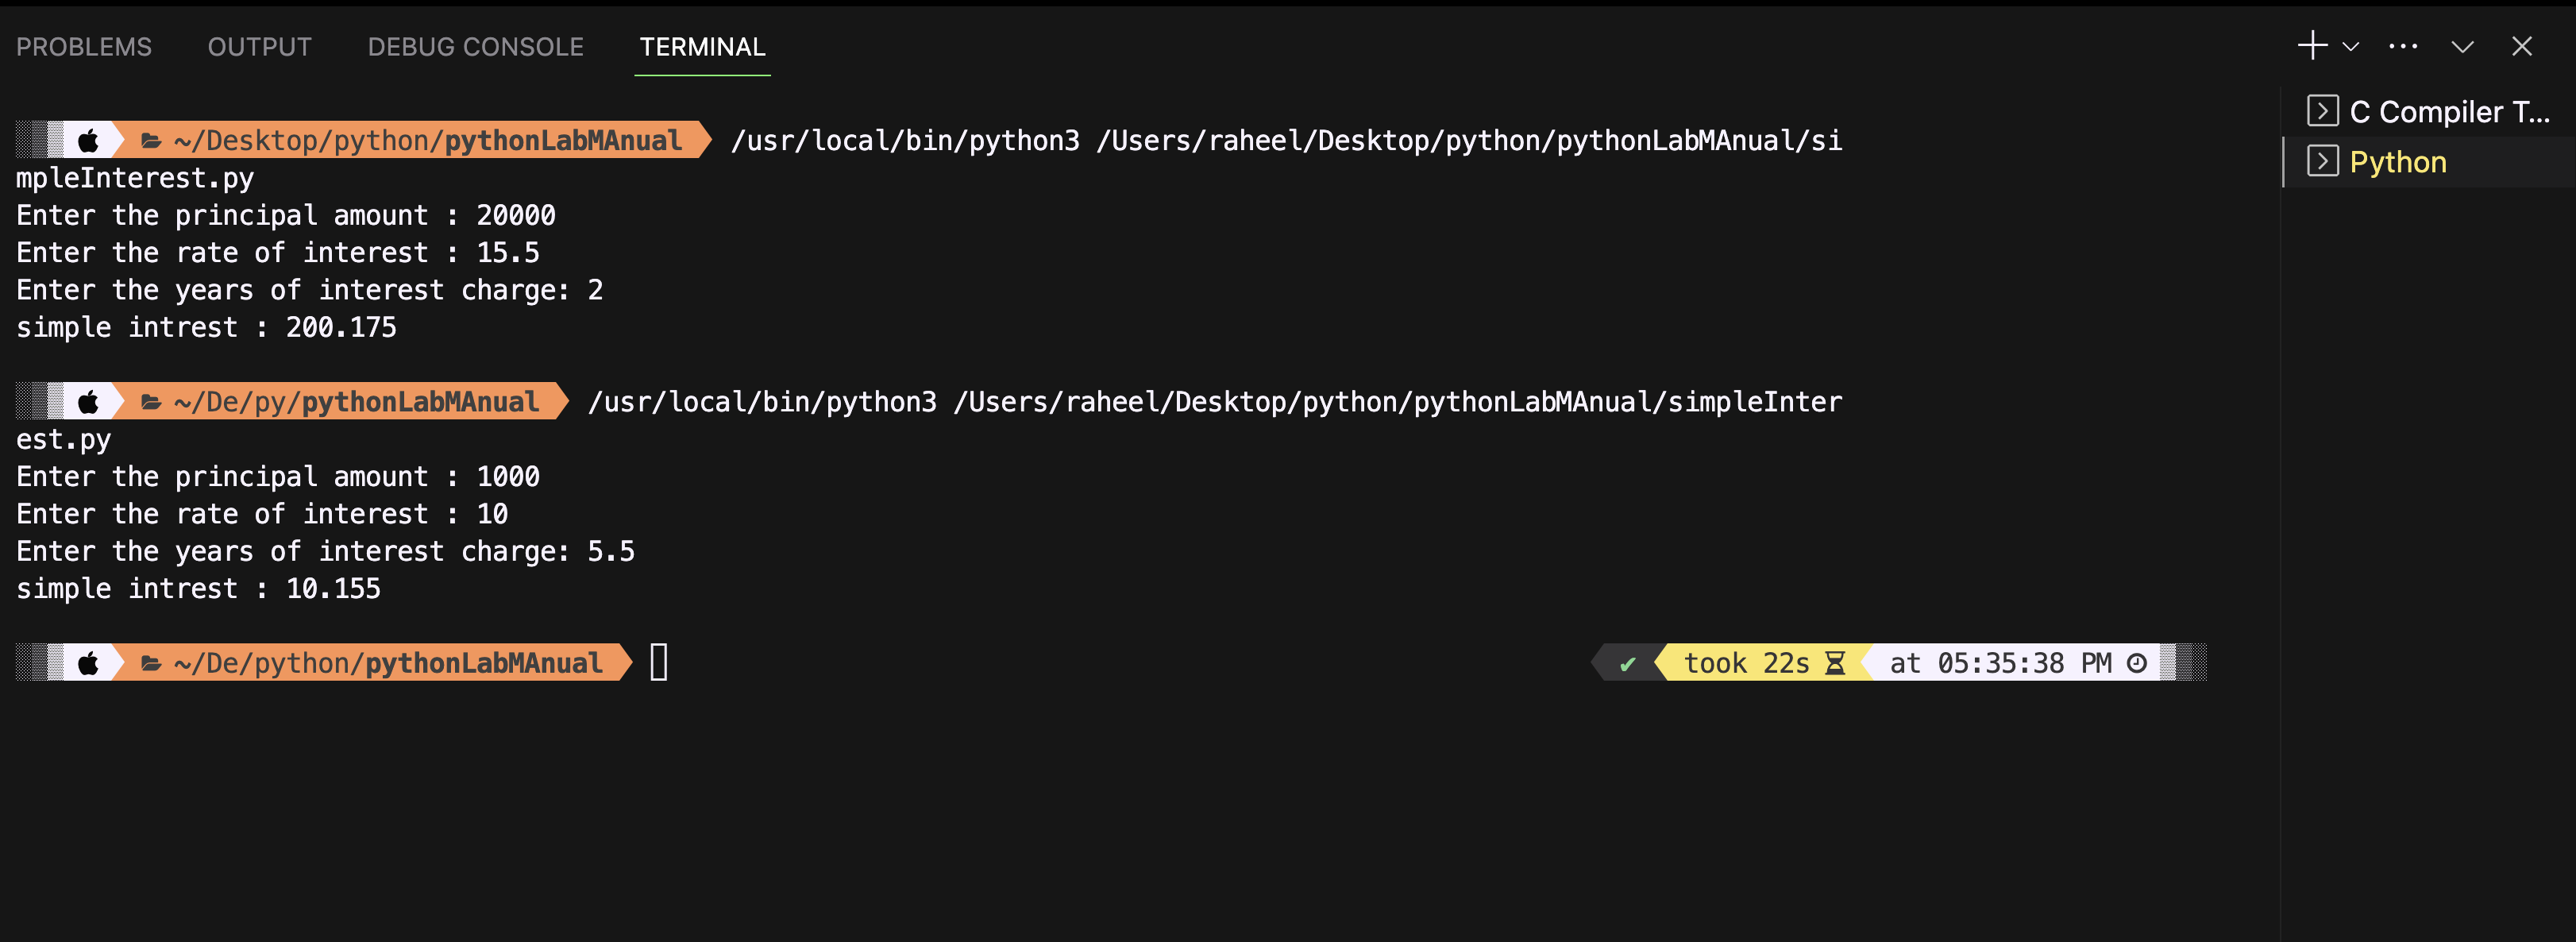 PROBLEMS OUTPUT DEBUG CONSOLE TERMINAL
C Compiler T...
Python
~/Desktop/python/pythonLabMAnual /usr/local/bin/python3 /Users/raheel/Desktop/python/pythonLabMAnual/si
mpleInterest.py
Enter the principal amount : 20000
Enter the rate of interest : 15.5
Enter the years of interest charge: 2
simple intrest : 200.175
~/De/py/pythonLabMAnual /usr/local/bin/python3 /Users/raheel/Desktop/python/pythonLabMAnual/simpleInter
est.py
Enter the principal amount : 1000
Enter the rate of interest : 10
Enter the years of interest charge: 5.5
simple intrest : 10.155
~/De/python/pythonLabMAnual ✔ took 22s at 05:35:38 PM